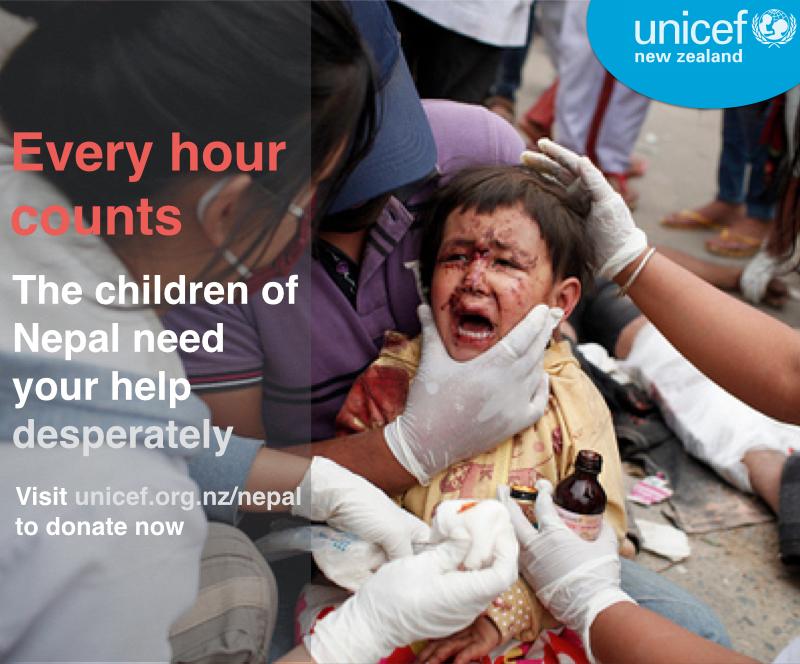 unicef
new zealand
Every hour
counts
The children of
Nepal need
your help
desperately
Visit unicef.org.nz/nepal
to donate now